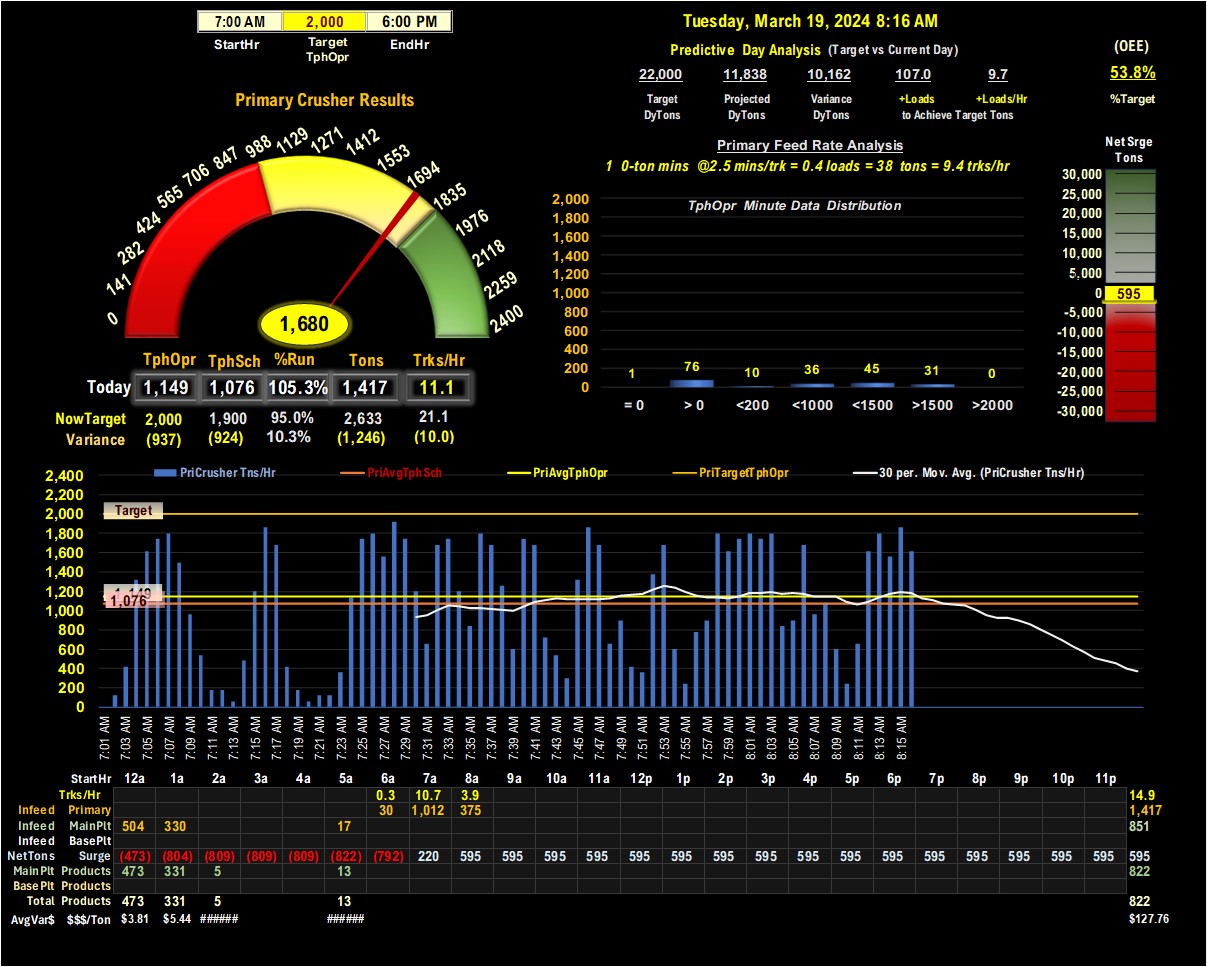 7:00 AM 2,000 6:00 PM
StartHr Target TphOpr EndHr
Tuesday, March 19, 2024 8:16 AM
Predictive Day Analysis (Target vs Current Day)
22,000 11,838 10,162 107.0 9.7
Target Projected Variance +Loads +Loads/Hr
DyTons DyTons DyTons to Achieve Target Tons
(OEE)
53.8%
%Target
Primary Crusher Results
0 141 282 424 565 706 847 988 1129 1271 1412 1553 1694 1835 1976 2118 2259 2400
1,680
TphOpr TphSch %Run Tons Trks/Hr
Today 1,149 1,076 105.3% 1,417 11.1
NowTarget 2,000 1,900 95.0% 2,633 21.1
Variance (937) (924) 10.3% (1,246) (10.0)
Primary Feed Rate Analysis
1 0-ton mins @2.5 mins/trk = 0.4 loads = 38 tons = 9.4 trks/hr
TphOpr Minute Data Distribution
2,000
1,800
1,600
1,400
1,200
1,000
800
600
400
200
0
1 76 10 36 45 31 0
= 0 > 0 <200 <1000 <1500 >1500 >2000
Net Srge
Tons
30,000
25,000
20,000
15,000
10,000
5,000
0 595
-5,000
-10,000
-15,000
-20,000
-25,000
-30,000
PriCrusher Tns/Hr PriAvgTphSch PriAvgTphOpr PriTargetTphOpr 30 per. Mov. Avg. (PriCrusher Tns/Hr)
2,400
2,200
2,000
1,800
1,600
1,400
1,200
1,000
800
600
400
200
0
Target
1,149
1,076
7:01 AM 7:03 AM 7:05 AM 7:07 AM 7:09 AM 7:11 AM 7:13 AM 7:15 AM 7:17 AM 7:19 AM 7:21 AM 7:23 AM 7:25 AM 7:27 AM 7:29 AM 7:31 AM 7:33 AM 7:35 AM 7:37 AM 7:39 AM 7:41 AM 7:43 AM 7:45 AM 7:47 AM 7:49 AM 7:51 AM 7:53 AM 7:55 AM 7:57 AM 7:59 AM 8:01 AM 8:03 AM 8:05 AM 8:07 AM 8:09 AM 8:11 AM 8:13 AM 8:15 AM
StartHr 12a 1a 2a 3a 4a 5a 6a 7a 8a 9a 10a 11a 12p 1p 2p 3p 4p 5p 6p 7p 8p 9p 10p 11p
Trks/Hr 0.3 10.7 3.9 14.9
Infeed Primary 30 1,012 375 1,417
Infeed MainPlt 504 330 17 851
Infeed BasePlt
NetTons Surge (473) (804) (809) (809) (809) (822) (792) 220 595 595 595 595 595 595 595 595 595 595 595 595 595 595 595 595 595
MainPlt Products 473 331 5 13 822
BasePlt Products
Total Products 473 331 5 13 822
AvgVar$ $$$/Ton $3.81 $5.44 ###### ###### $127.76